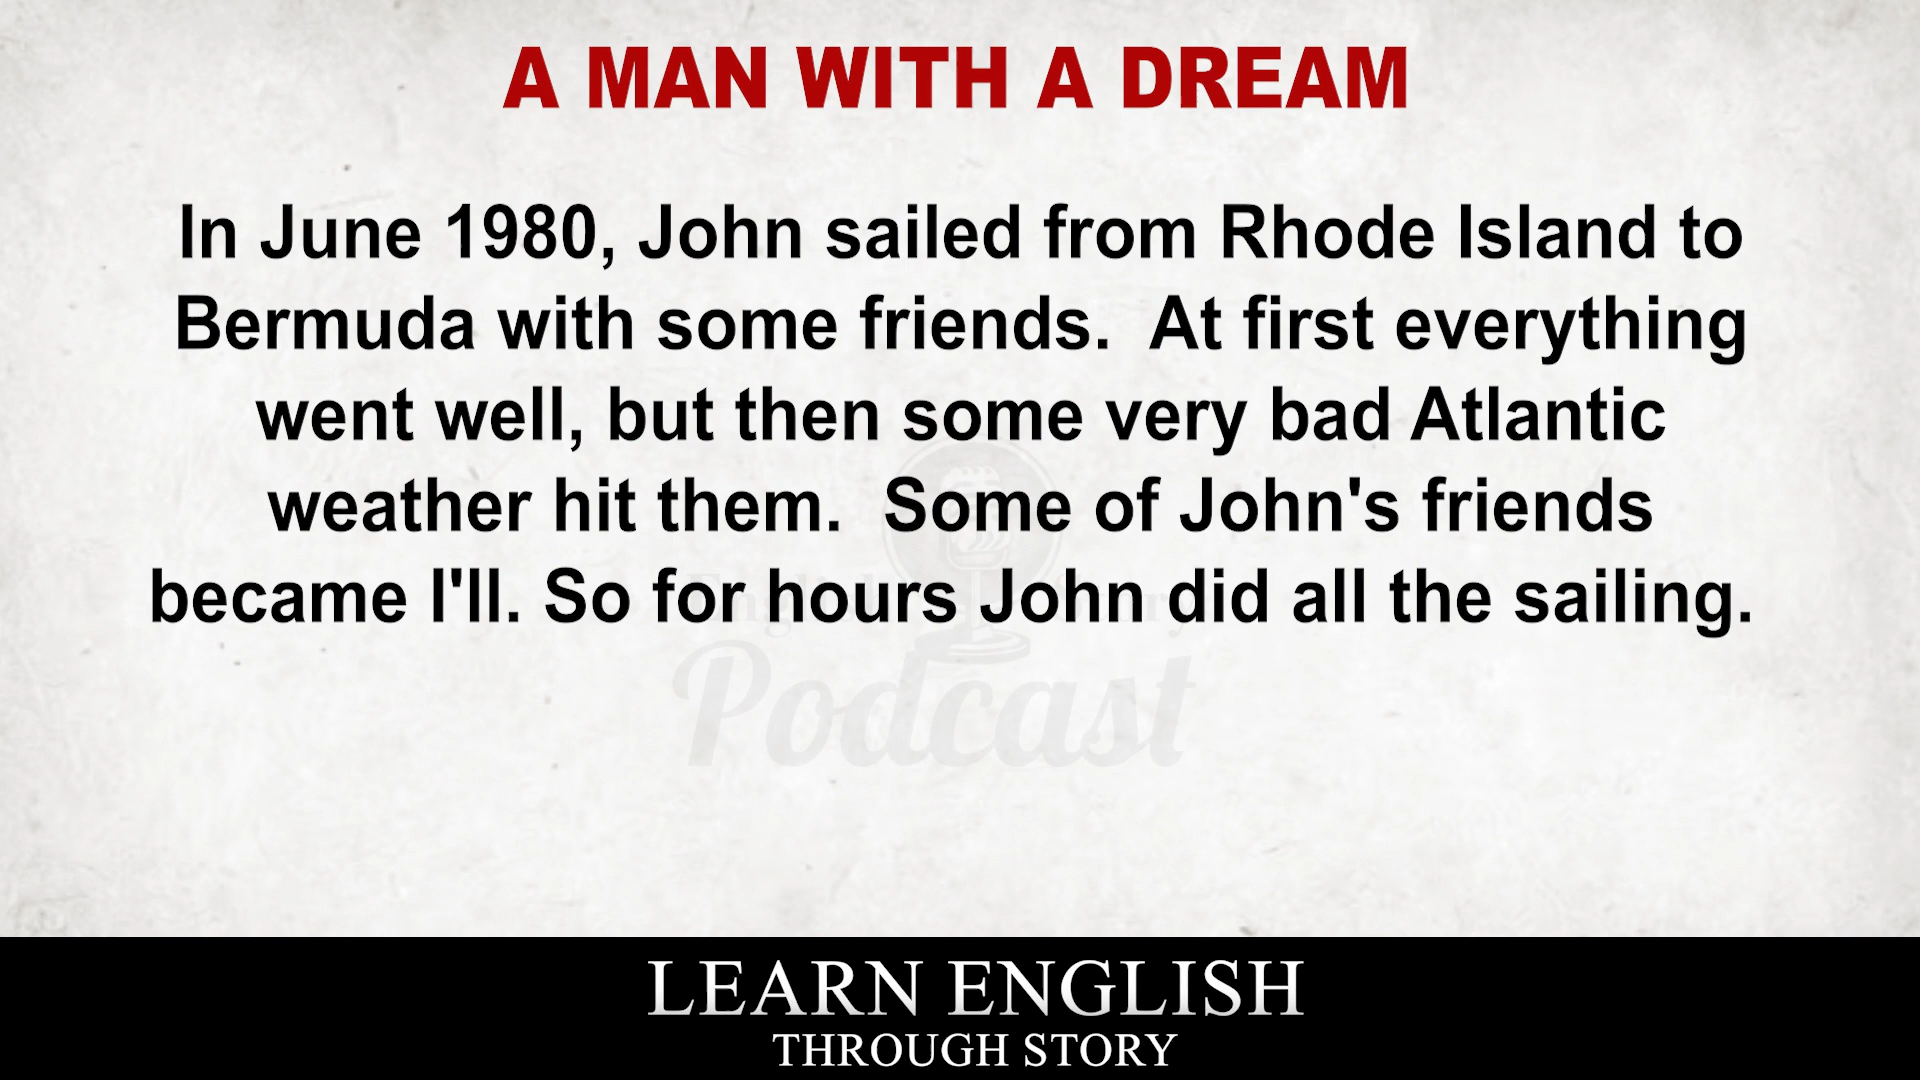 A MAN WITH A DREAM
In June 1980, John sailed from Rhode Island to
Bermuda with some friends.  At first everything
went well, but then some very bad Atlantic
weather hit them.  Some of John's friends
became I'll. So for hours John did all the sailing.
Podcast
LEARN ENGLISH
THROUGH STORY